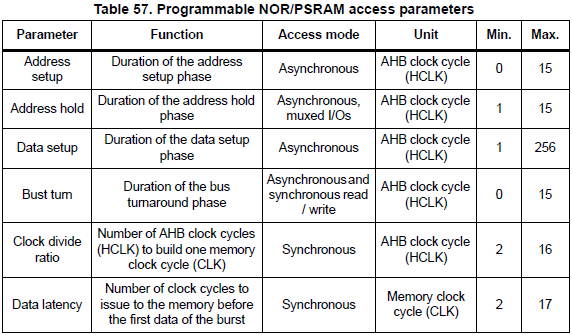 Table 57. Programmable NOR/PSRAM access parameters
Parameter Function Access mode Unit Min. Max.
Address
setup
Duration of the address
setup phase
Asynchronous
AHB clock cycle
(HCLK)
0
15
Address hold
Duration of the address hold
phase
Asynchronous,
muxed I/Os
AHB clock cycle
(HCLK)
1
15
Data setup
Duration of the data setup
phase
Asynchronous
AHB clock cycle
(HCLK)
1
256
Bust turn
Duration of the bus
turnaround phase
Asynchronous and
synchronous read
/ write
AHB clock cycle
(HCLK)
0
15
Clock divide
ratio
Number of AHB clock cycles
(HCLK) to build one memory
clock cycle (CLK)
Synchronous
AHB clock cycle
(HCLK)
2
16
Data latency
Number of clock cycles to
issue to the memory before
the first data of the burst
Synchronous
Memory clock
cycle (CLK)
2
17